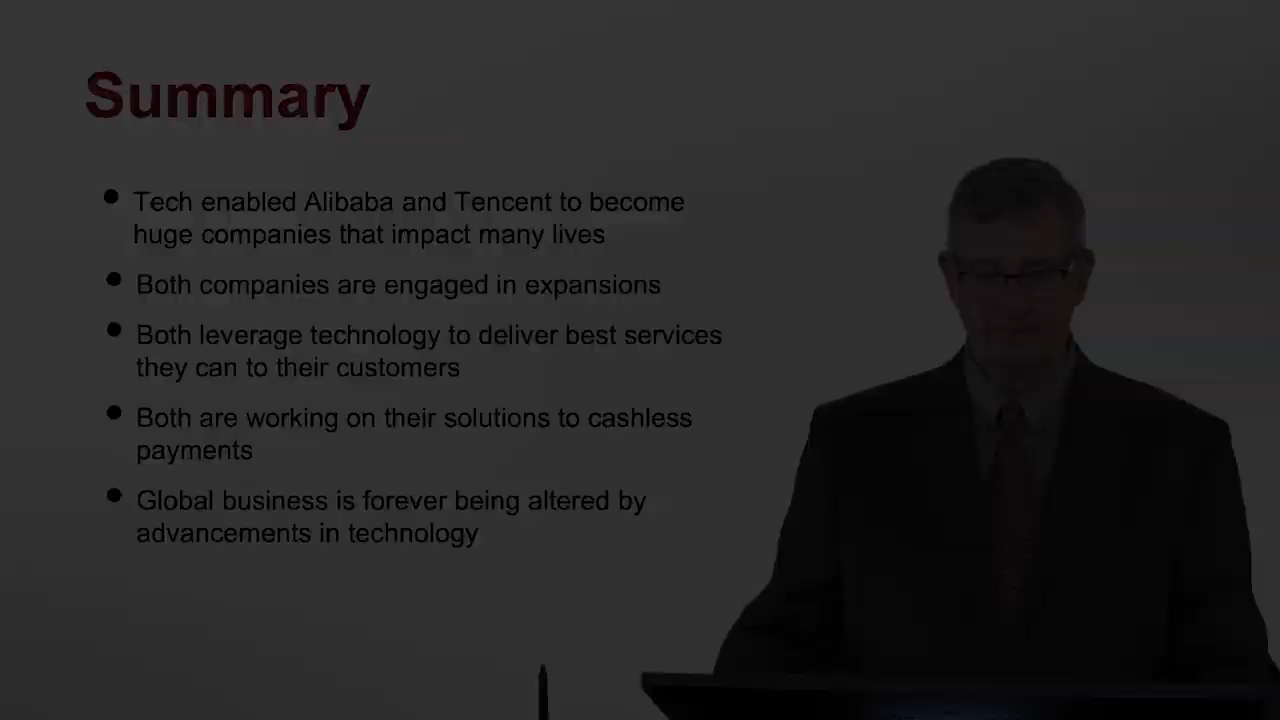 Summary
Tech enabled Alibaba and Tencent to become
huge companies that impact many lives
Both companies are engaged in expansions
Both leverage technology to deliver best services
they can to their customers
Both are working on their solutions to cashless
payments
Global business is forever being altered by
advancements in technology